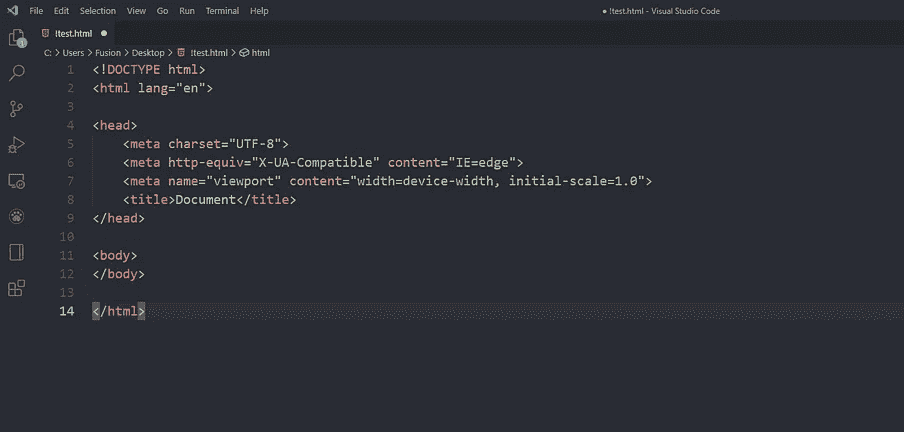 File Edit Selection View Go Run Terminal Help ● !test.html - Visual Studio Code
!test.html ●
C: > Users > Fusion > Desktop > !test.html > html
1 <!DOCTYPE html>
2 <html lang="en">
3
4 <head>
5     <meta charset="UTF-8">
6     <meta http-equiv="X-UA-Compatible" content="IE=edge">
7     <meta name="viewport" content="width=device-width, initial-scale=1.0">
8     <title>Document</title>
9 </head>
10
11 <body>
12 </body>
13
14 </html>
1